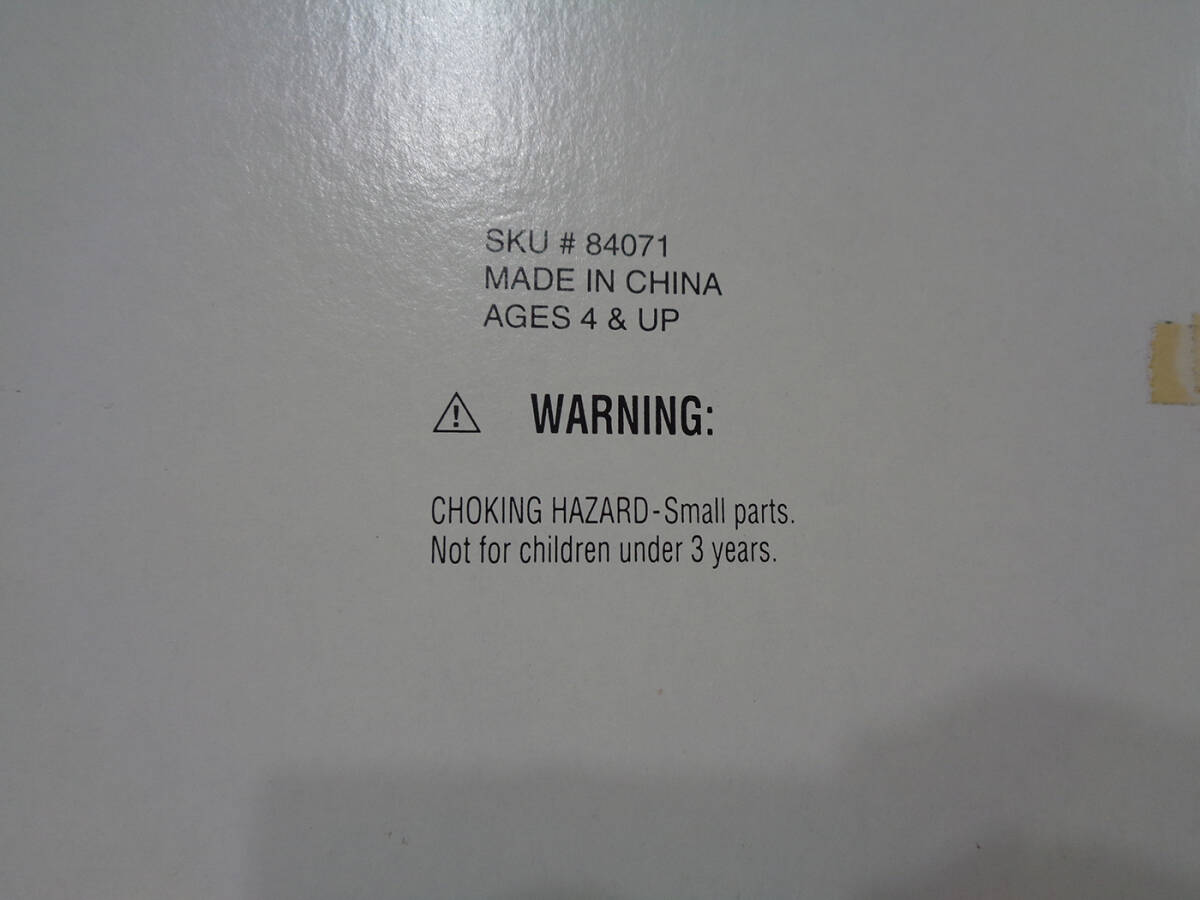 SKU # 84071
MADE IN CHINA
AGES 4 & UP
WARNING:
CHOKING HAZARD-Small parts.
Not for children under 3 years.